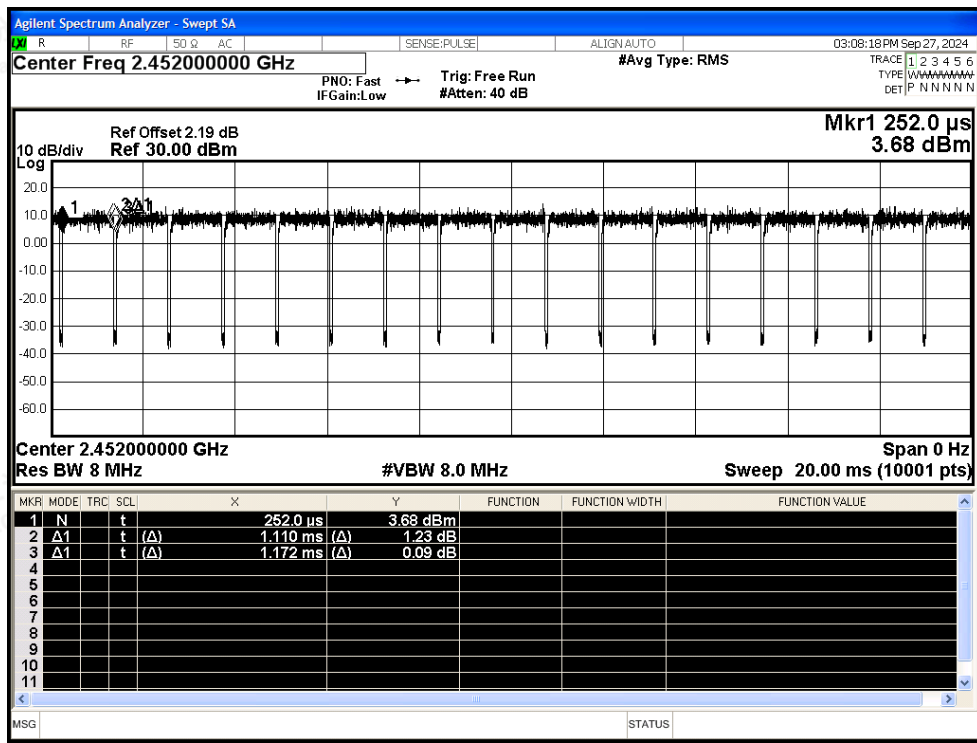 Agilent Spectrum Analyzer - Swept SA
LXI R RF 50 Ω AC SENSE:PULSE ALIGN AUTO 03:08:18 PM Sep 27, 2024
Center Freq 2.452000000 GHz #Avg Type: RMS TRACE 1 2 3 4 5 6
PNO: Fast Trig: Free Run TYPE
IFGain:Low #Atten: 40 dB DET P N N N N N
Mkr1 252.0 µs
Ref Offset 2.19 dB
10 dB/div Ref 30.00 dBm 3.68 dBm
Log
20.0
1
10.0
0.00
-10.0
-20.0
-30.0
-40.0
-50.0
-60.0
Center 2.452000000 GHz Span 0 Hz
Res BW 8 MHz #VBW 8.0 MHz Sweep 20.00 ms (10001 pts)
MKR MODE TRC SCL X Y FUNCTION FUNCTION WIDTH FUNCTION VALUE
1 N t 252.0 µs 3.68 dBm
2 Δ1 t (Δ) 1.110 ms (Δ) 1.23 dB
3 Δ1 t (Δ) 1.172 ms (Δ) 0.09 dB
4
5
6
7
8
9
10
11
MSG STATUS